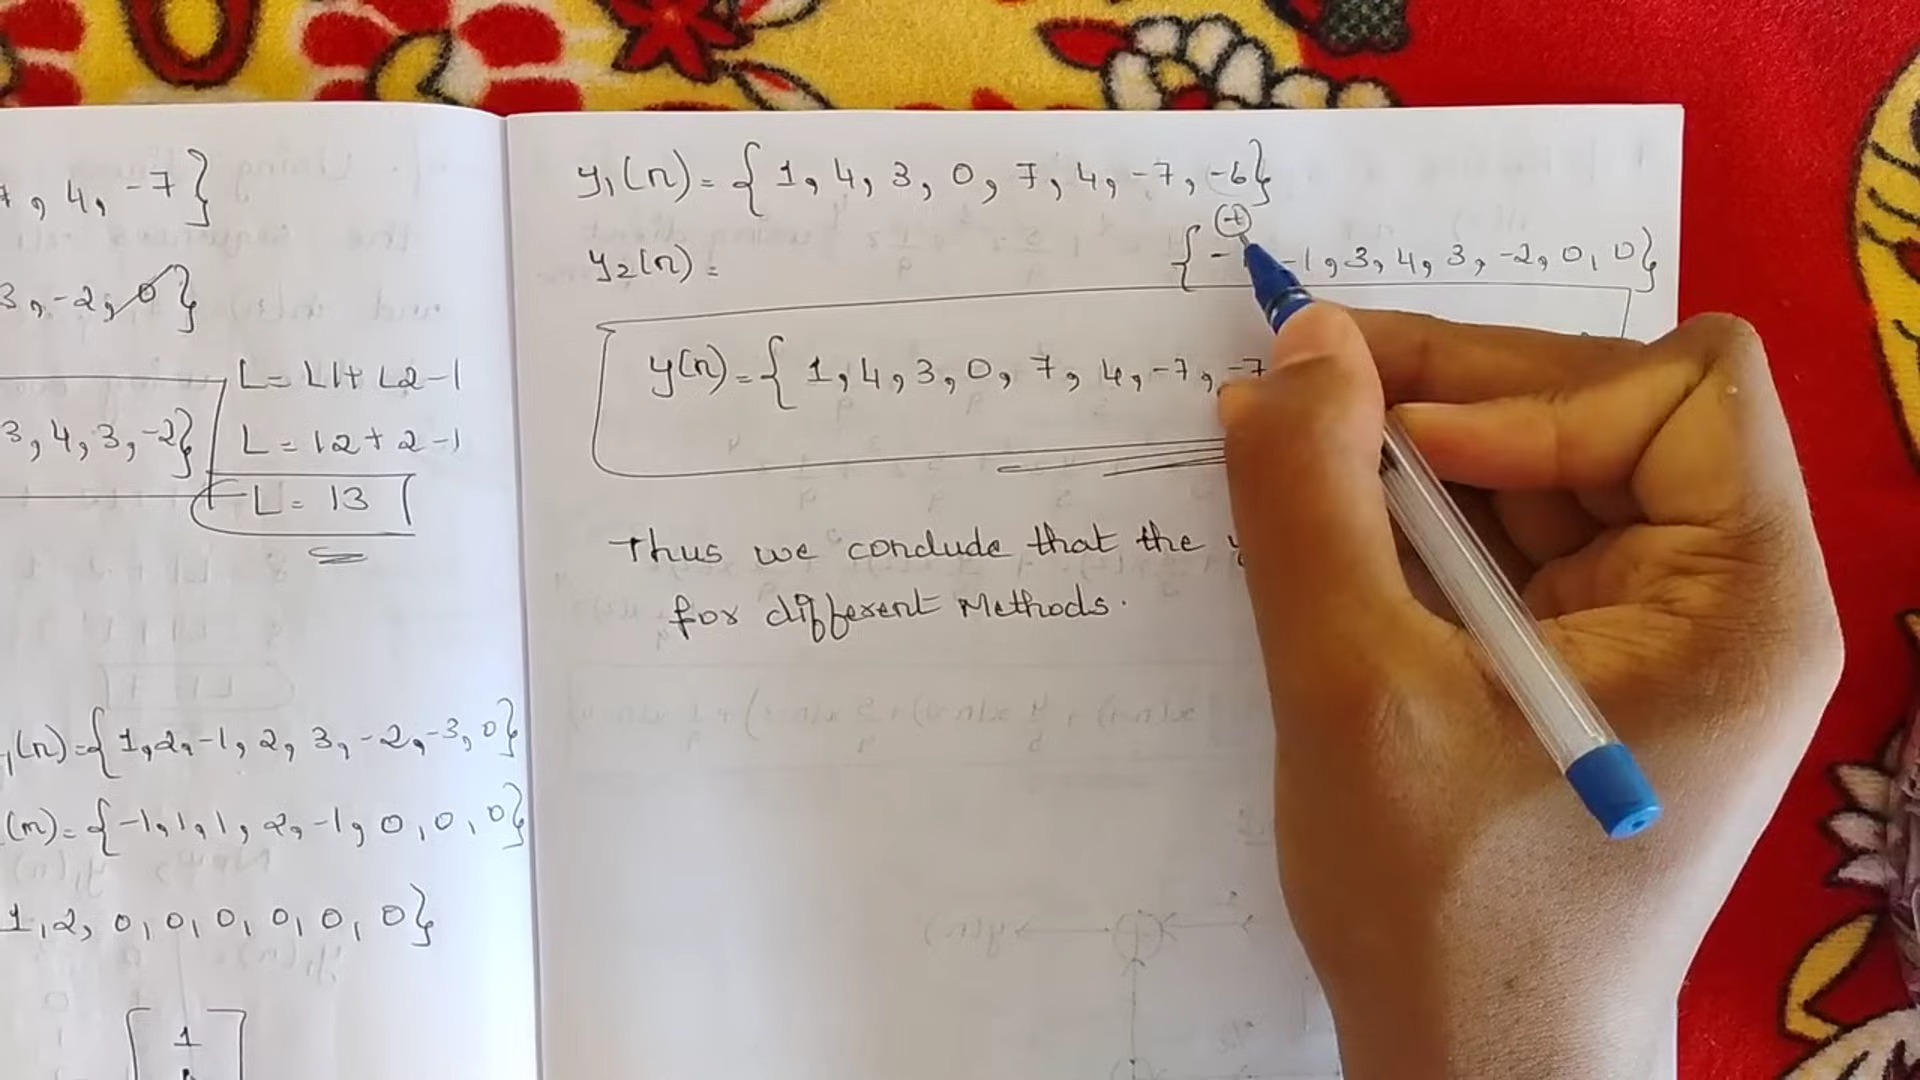 7, 4, -7}
3, -2, 0}
L= L1+ L2-1
3, 4, 3, -2}
L= 12+2-1
L= 13
(n)={1, 2, -1, 2, 3, -2, -3, 0}
(n)={-1, 1, 1, 2, -1, 0, 0, 0}
1, 2, 0, 0, 0, 0, 0, 0}
1
y1(n)= {1, 4, 3, 0, 7, 4, -7, -6}
+
y2(n)= {- -1, 3, 4, 3, -2, 0, 0}
y(n)={1, 4, 3, 0, 7, 4, -7, -7
Thus we conclude that the
for different Methods.